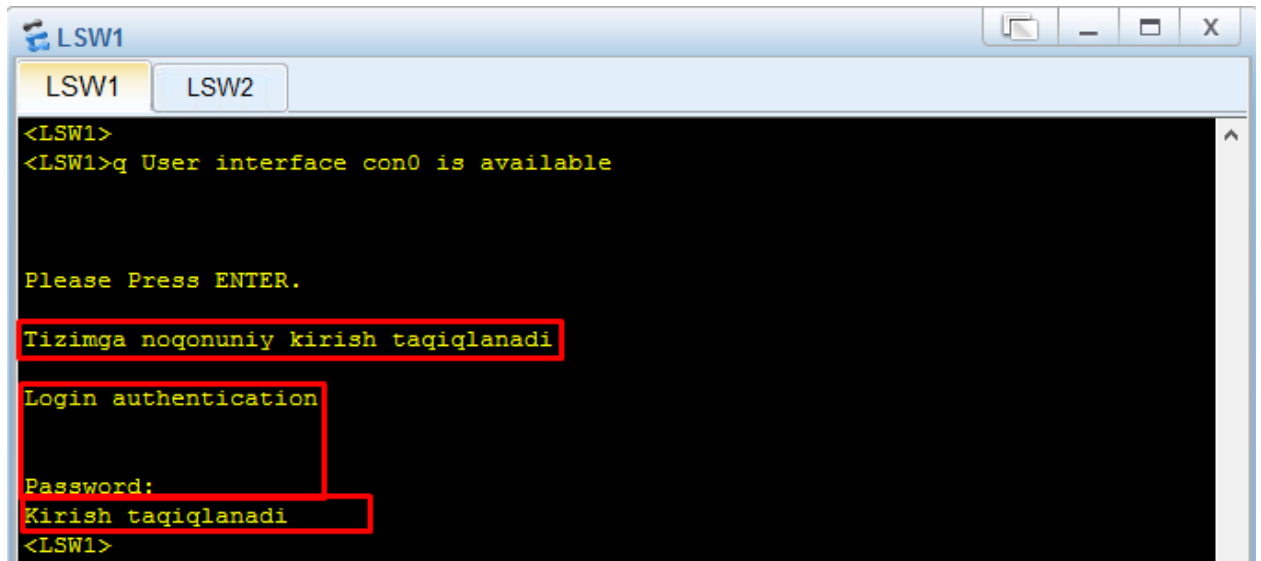 LSW1
X
LSW1 LSW2
<LSW1>
<LSW1>q User interface con0 is available
Please Press ENTER.
Tizimga noqonuniy kirish taqiqlanadi
Login authentication
Password:
Kirish taqiqlanadi
<LSW1>